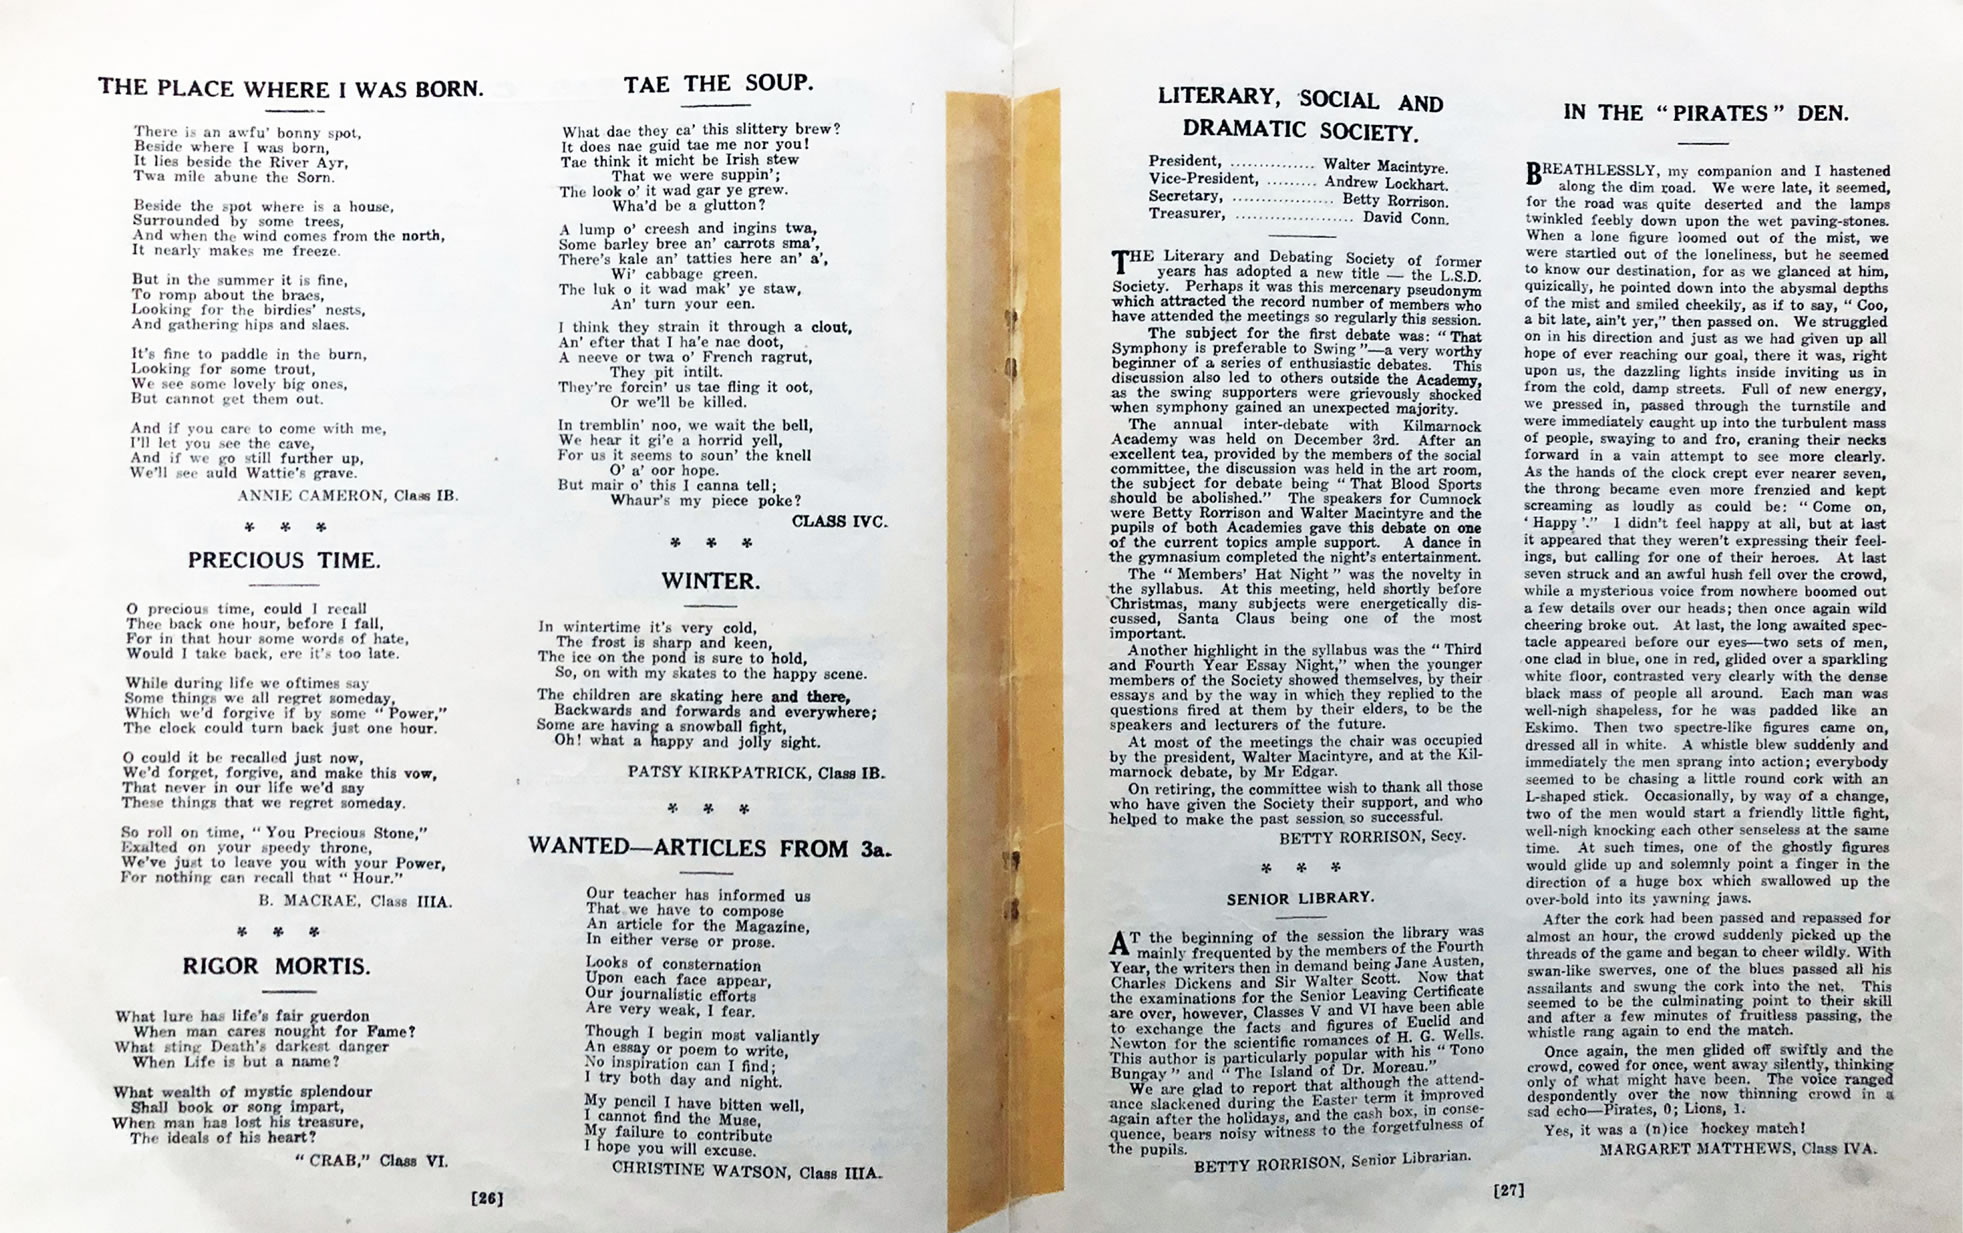 THE PLACE WHERE I WAS BORN.
There is an awfu' bonny spot,
Beside where I was born,
It lies beside the River Ayr,
Twa mile abune the Sorn.
Beside the spot where is a house,
Surrounded by some trees,
And when the wind comes from the north,
It nearly makes me freeze.
But in the summer it is fine,
To romp about the braes,
Looking for the birdies' nests,
And gathering hips and slaes.
It's fine to paddle in the burn,
Looking for some trout,
We see some lovely big ones,
But cannot get them out.
And if you care to come with me,
I'll let you see the cave,
And if we go still further up,
We'll see auld Wattie's grave.
ANNIE CAMERON, Class IB.
* * *
PRECIOUS TIME.
O precious time, could I recall
Thee back one hour, before I fall,
For in that hour some words of hate,
Would I take back, ere it's too late.
While during life we oftimes say
Some things we all regret someday,
Which we'd forgive if by some "Power,"
The clock could turn back just one hour.
O could it be recalled just now,
We'd forget, forgive, and make this vow,
That never in our life we'd say
These things that we regret someday.
So roll on time, "You Precious Stone,"
Exalted on your speedy throne,
We've just to leave you with your Power,
For nothing can recall that "Hour."
B. MACRAE, Class IIIA.
* * *
RIGOR MORTIS.
What lure has life's fair guerdon
When man cares nought for Fame?
What sting Death's darkest danger
When Life is but a name?
What wealth of mystic splendour
Shall book or song impart,
When man has lost his treasure,
The ideals of his heart?
"CRAB," Class VI.
TAE THE SOUP.
What dae they ca' this slittery brew?
It does nae guid tae me nor you!
Tae think it micht be Irish stew
That we were suppin';
The look o' it wad gar ye grew.
Wha'd be a glutton?
A lump o' creesh and ingins twa,
Some barley bree an' carrots sma',
There's kale an' tatties here an' a',
Wi' cabbage green.
The luk o it wad mak' ye staw,
An' turn your een.
I think they strain it through a clout,
An' efter that I ha'e nae doot,
A neeve or twa o' French ragrut,
They pit intilt.
They're forcin' us tae fling it oot,
Or we'll be killed.
In tremblin' noo, we wait the bell,
We hear it gi'e a horrid yell,
For us it seems to soun' the knell
O' a' oor hope.
But mair o' this I canna tell;
Whaur's my piece poke?
CLASS IVC.
* * *
WINTER.
In wintertime it's very cold,
The frost is sharp and keen,
The ice on the pond is sure to hold,
So, on with my skates to the happy scene.
The children are skating here and there,
Backwards and forwards and everywhere;
Some are having a snowball fight,
Oh! what a happy and jolly sight.
PATSY KIRKPATRICK, Class IB.
* * *
WANTED—ARTICLES FROM 3a.
Our teacher has informed us
That we have to compose
An article for the Magazine,
In either verse or prose.
Looks of consternation
Upon each face appear,
Our journalistic efforts
Are very weak, I fear.
Though I begin most valiantly
An essay or poem to write,
No inspiration can I find;
I try both day and night.
My pencil I have bitten well,
I cannot find the Muse,
My failure to contribute
I hope you will excuse.
CHRISTINE WATSON, Class IIIA.
[26]
LITERARY, SOCIAL AND
DRAMATIC SOCIETY.
President, .............. Walter Macintyre.
Vice-President, ......... Andrew Lockhart.
Secretary, .................. Betty Rorrison.
Treasurer, ..................... David Conn.
THE Literary and Debating Society of former
years has adopted a new title — the L.S.D.
Society. Perhaps it was this mercenary pseudonym
which attracted the record number of members who
have attended the meetings so regularly this session.
The subject for the first debate was: "That
Symphony is preferable to Swing"—a very worthy
beginner of a series of enthusiastic debates. This
discussion also led to others outside the Academy,
as the swing supporters were grievously shocked
when symphony gained an unexpected majority.
The annual inter-debate with Kilmarnock
Academy was held on December 3rd. After an
excellent tea, provided by the members of the social
committee, the discussion was held in the art room,
the subject for debate being "That Blood Sports
should be abolished." The speakers for Cumnock
were Betty Rorrison and Walter Macintyre and the
pupils of both Academies gave this debate on one
of the current topics ample support. A dance in
the gymnasium completed the night's entertainment.
The "Members' Hat Night" was the novelty in
the syllabus. At this meeting, held shortly before
Christmas, many subjects were energetically dis-
cussed, Santa Claus being one of the most
important.
Another highlight in the syllabus was the "Third
and Fourth Year Essay Night," when the younger
members of the Society showed themselves, by their
essays and by the way in which they replied to the
questions fired at them by their elders, to be the
speakers and lecturers of the future.
At most of the meetings the chair was occupied
by the president, Walter Macintyre, and at the Kil-
marnock debate, by Mr Edgar.
On retiring, the committee wish to thank all those
who have given the Society their support, and who
helped to make the past session so successful.
BETTY RORRISON, Secy.
* * *
SENIOR LIBRARY.
AT the beginning of the session the library was
mainly frequented by the members of the Fourth
Year, the writers then in demand being Jane Austen,
Charles Dickens and Sir Walter Scott. Now that
the examinations for the Senior Leaving Certificate
are over, however, Classes V and VI have been able
to exchange the facts and figures of Euclid and
Newton for the scientific romances of H. G. Wells.
This author is particularly popular with his "Tono
Bungay" and "The Island of Dr. Moreau."
We are glad to report that although the attend-
ance slackened during the Easter term it improved
again after the holidays, and the cash box, in conse-
quence, bears noisy witness to the forgetfulness of
the pupils.
BETTY RORRISON, Senior Librarian.
IN THE "PIRATES" DEN.
BREATHLESSLY, my companion and I hastened
along the dim road. We were late, it seemed,
for the road was quite deserted and the lamps
twinkled feebly down upon the wet paving-stones.
When a lone figure loomed out of the mist, we
were startled out of the loneliness, but he seemed
to know our destination, for as we glanced at him,
quizically, he pointed down into the abysmal depths
of the mist and smiled cheekily, as if to say, "Coo,
a bit late, ain't yer," then passed on. We struggled
on in his direction and just as we had given up all
hope of ever reaching our goal, there it was, right
upon us, the dazzling lights inside inviting us in
from the cold, damp streets. Full of new energy,
we pressed in, passed through the turnstile and
were immediately caught up into the turbulent mass
of people, swaying to and fro, craning their necks
forward in a vain attempt to see more clearly.
As the hands of the clock crept ever nearer seven,
the throng became even more frenzied and kept
screaming as loudly as could be: "Come on,
'Happy'." I didn't feel happy at all, but at last
it appeared that they weren't expressing their feel-
ings, but calling for one of their heroes. At last
seven struck and an awful hush fell over the crowd,
while a mysterious voice from nowhere boomed out
a few details over our heads; then once again wild
cheering broke out. At last, the long awaited spec-
tacle appeared before our eyes—two sets of men,
one clad in blue, one in red, glided over a sparkling
white floor, contrasted very clearly with the dense
black mass of people all around. Each man was
well-nigh shapeless, for he was padded like an
Eskimo. Then two spectre-like figures came on,
dressed all in white. A whistle blew suddenly and
immediately the men sprang into action; everybody
seemed to be chasing a little round cork with an
L-shaped stick. Occasionally, by way of a change,
two of the men would start a friendly little fight,
well-nigh knocking each other senseless at the same
time. At such times, one of the ghostly figures
would glide up and solemnly point a finger in the
direction of a huge box which swallowed up the
over-bold into its yawning jaws.
After the cork had been passed and repassed for
almost an hour, the crowd suddenly picked up the
threads of the game and began to cheer wildly. With
swan-like swerves, one of the blues passed all his
assailants and swung the cork into the net. This
seemed to be the culminating point to their skill
and after a few minutes of fruitless passing, the
whistle rang again to end the match.
Once again, the men glided off swiftly and the
crowd, cowed for once, went away silently, thinking
only of what might have been. The voice ranged
despondently over the now thinning crowd in a
sad echo—Pirates, 0; Lions, 1.
Yes, it was a (n)ice hockey match!
MARGARET MATTHEWS, Class IVA.
[27]